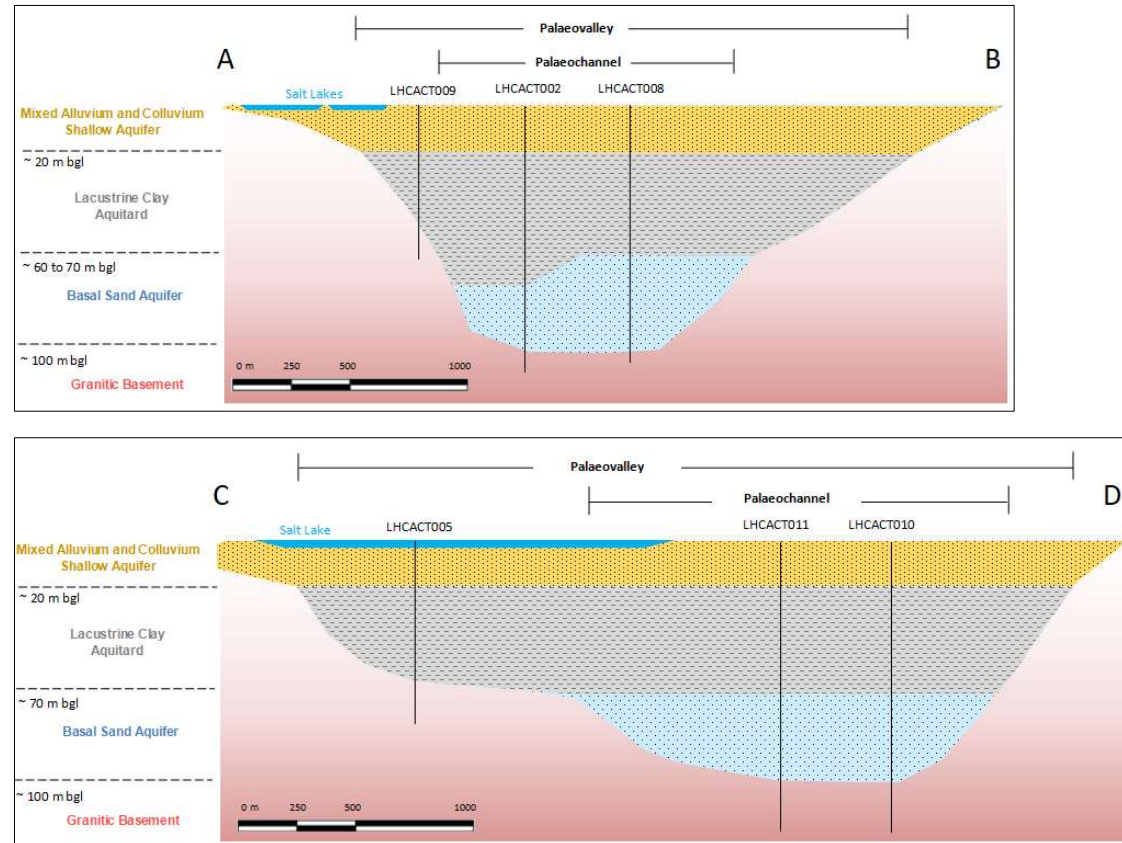 Palaeovalley
A
B
Palaeochannel
LHCACT009
LHCACT002
LHCACT008
Salt Lakes
Mixed Alluvium and Colluvium
Shallow Aquifer
~ 20 m bgl
Lacustrine Clay
Aquitard
~ 60 to 70 m bgl
Basal Sand Aquifer
~ 100 m bgl
Granitic Basement
0 m 250 500 1000
Palaeovalley
C
D
Palaeochannel
Salt Lake
LHCACT005
LHCACT011
LHCACT010
Mixed Alluvium and Colluvium
Shallow Aquifer
~ 20 m bgl
Lacustrine Clay
Aquitard
~ 70 m bgl
Basal Sand Aquifer
~ 100 m bgl
Granitic Basement
0 m 250 500 1000